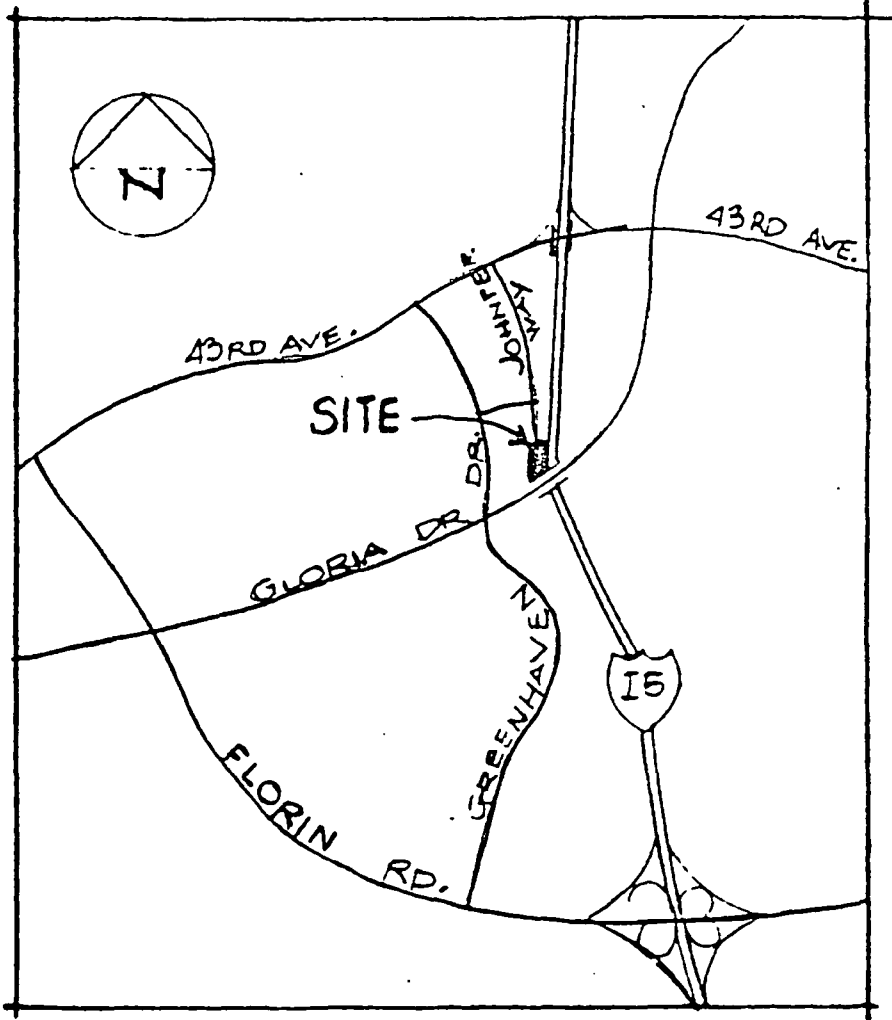 N
43RD AVE.
JOHNFER
WAY
43RD AVE.
SITE
GLORIA DR.
GREENHAVEN DR.
I5
FLORIN RD.